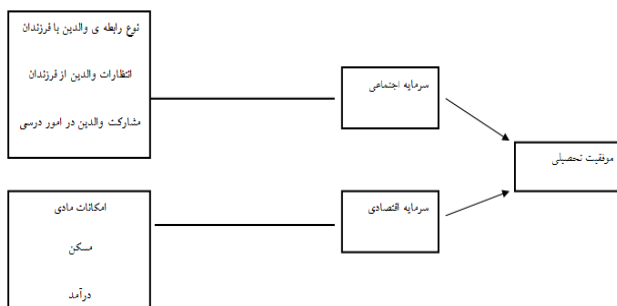 نوع رابطه ی والدین با فرزندان
انتظارات والدین از فرزندان
مشارکت والدین در امور درسی
سرمایه اجتماعی
موفقیت تحصیلی
سرمایه اقتصادی
امکانات مادی
مسکن
درآمد